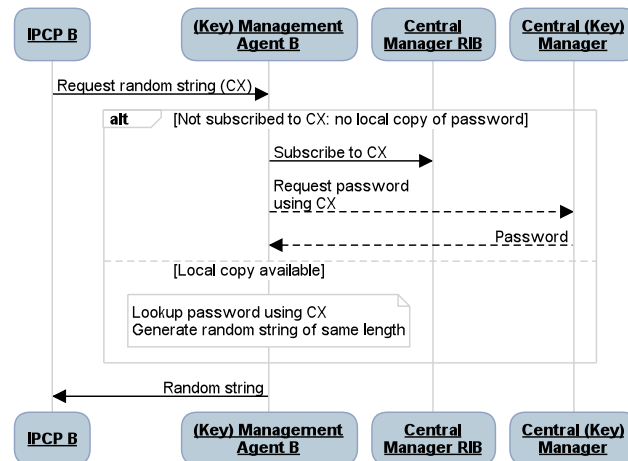 IPCP B
(Key) Management
Agent B
Central
Manager RIB
Central (Key)
Manager
Request random string (CX)
alt
[Not subscribed to CX: no local copy of password]
Subscribe to CX
Request password
using CX
Password
[Local copy available]
Lookup password using CX
Generate random string of same length
Random string
IPCP B
(Key) Management
Agent B
Central
Manager RIB
Central (Key)
Manager